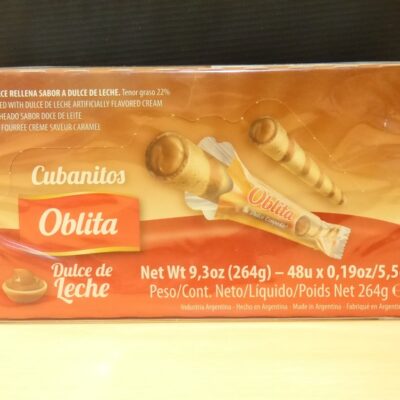 CE RELLENA SABOR A DULCE DE LECHE. Tenor graso 22%
ED WITH DULCE DE LECHE ARTIFICIALLY FLAVORED CREAM
HEADO SABOR DOCE DE LEITE
FOURREE CRÈME SAVEUR CARAMEL
Cubanitos
Oblita
Dulce de
Leche
Oblita
Net Wt 9,3oz (264g) – 48u x 0,19oz/5,5
Peso/Cont. Neto/Líquido/Poids Net 264g e
Industria Argentina - Hecho en Argentina - Made in Argentina - Fabriqué en Argenti